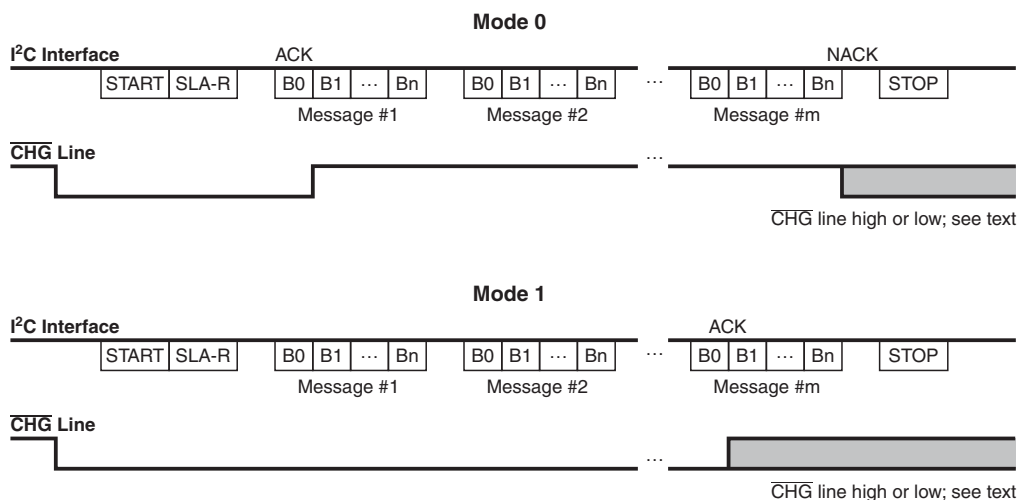 Mode 0
I²C Interface
ACK
NACK
START SLA-R B0 B1 ... Bn B0 B1 ... Bn ... B0 B1 ... Bn STOP
Message #1 Message #2 Message #m
CHG Line
...
CHG line high or low; see text
Mode 1
I²C Interface
ACK
START SLA-R B0 B1 ... Bn B0 B1 ... Bn ... B0 B1 ... Bn STOP
Message #1 Message #2 Message #m
CHG Line
...
CHG line high or low; see text